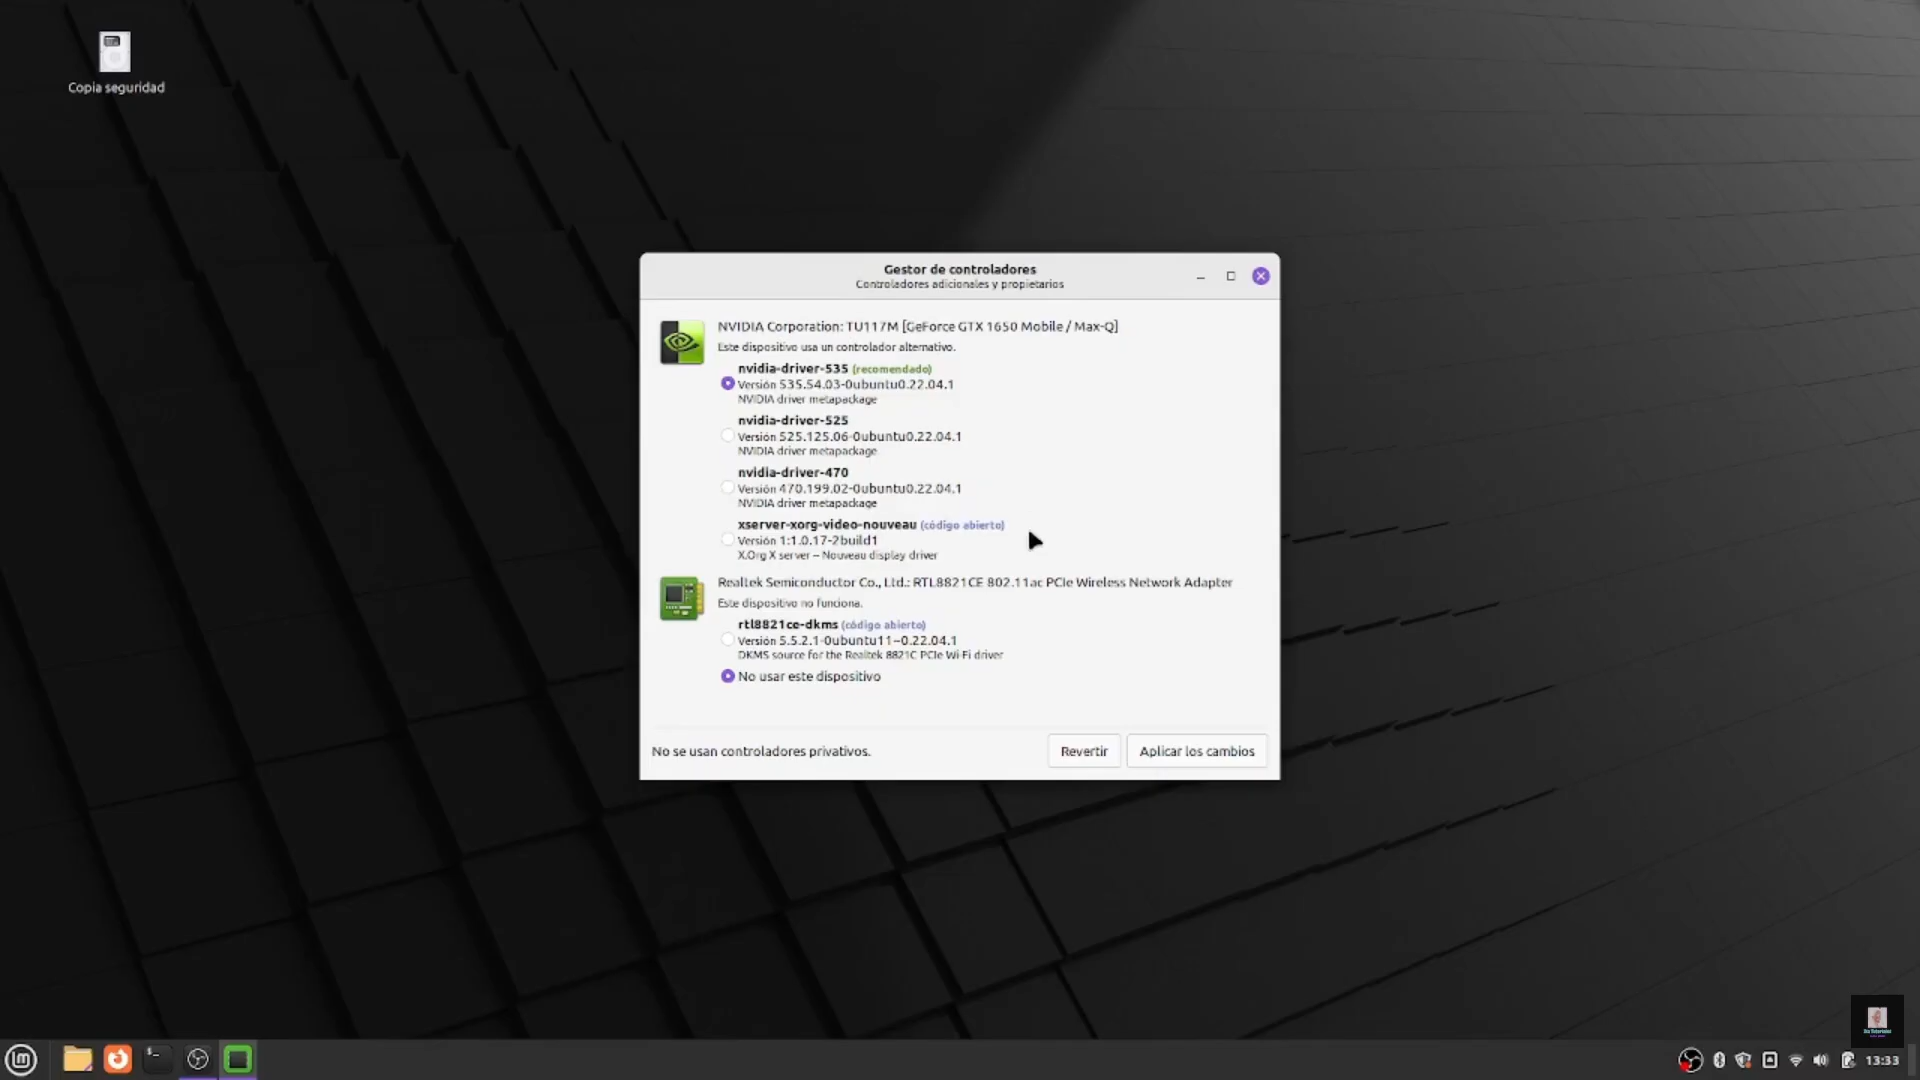 Copia seguridad
Gestor de controladores
Controladores adicionales y propietarios
NVIDIA Corporation: TU117M [GeForce GTX 1650 Mobile / Max-Q]
Este dispositivo usa un controlador alternativo.
nvidia-driver-535 (recomendado)
Versión 535.54.03-0ubuntu0.22.04.1
NVIDIA driver metapackage
nvidia-driver-525
Versión 525.125.06-0ubuntu0.22.04.1
NVIDIA driver metapackage
nvidia-driver-470
Versión 470.199.02-0ubuntu0.22.04.1
NVIDIA driver metapackage
xserver-xorg-video-nouveau (código abierto)
Versión 1:1.0.17-2build1
X.Org X server -- Nouveau display driver
Realtek Semiconductor Co., Ltd.: RTL8821CE 802.11ac PCIe Wireless Network Adapter
Este dispositivo no funciona.
rtl8821ce-dkms (código abierto)
Versión 5.5.2.1-0ubuntu11~0.22.04.1
DKMS source for the Realtek 8821C PCIe Wi-Fi driver
No usar este dispositivo
No se usan controladores privativos.
Revertir
Aplicar los cambios
13:33